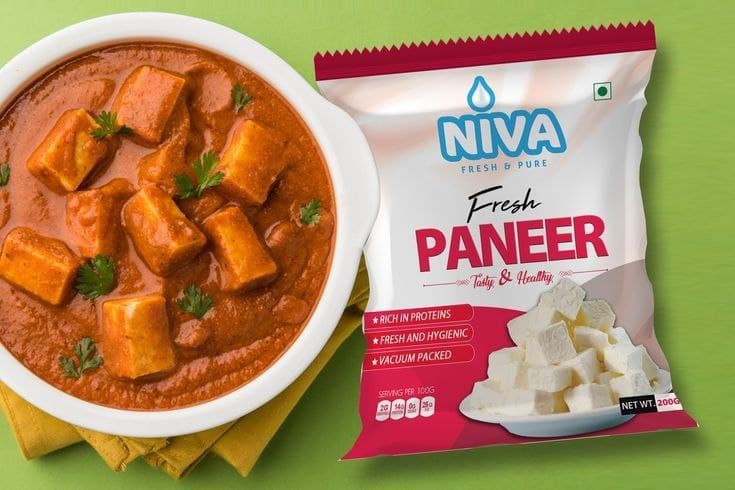 NIVA
FRESH & PURE
Fresh
PANEER
Tasty & Healthy
RICH IN PROTEINS
FRESH AND HYGIENIC
VACUUM PACKED
SERVING PER 100G
NET WT. 200G